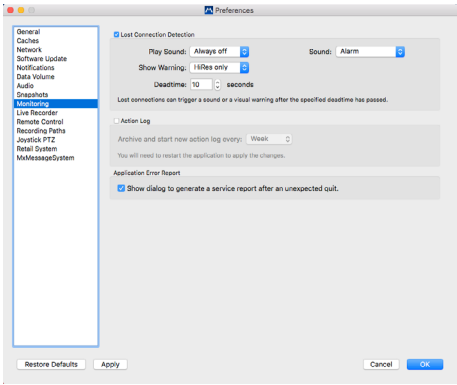 Preferences
General
Caches
Network
Software Update
Notifications
Data Volume
Audio
Snapshots
Monitoring
Live Recorder
Remote Control
Recording Paths
Joystick PTZ
Retail System
MxMessageSystem
Lost Connection Detection
Play Sound: Always off Sound: Alarm
Show Warning: HiRes only
Deadtime: 10 seconds
Lost connections can trigger a sound or a visual warning after the specified deadtime has passed.
Action Log
Archive and start new action log every: Week
You will need to restart the application to apply the changes.
Application Error Report
Show dialog to generate a service report after an unexpected quit.
Restore Defaults Apply Cancel OK